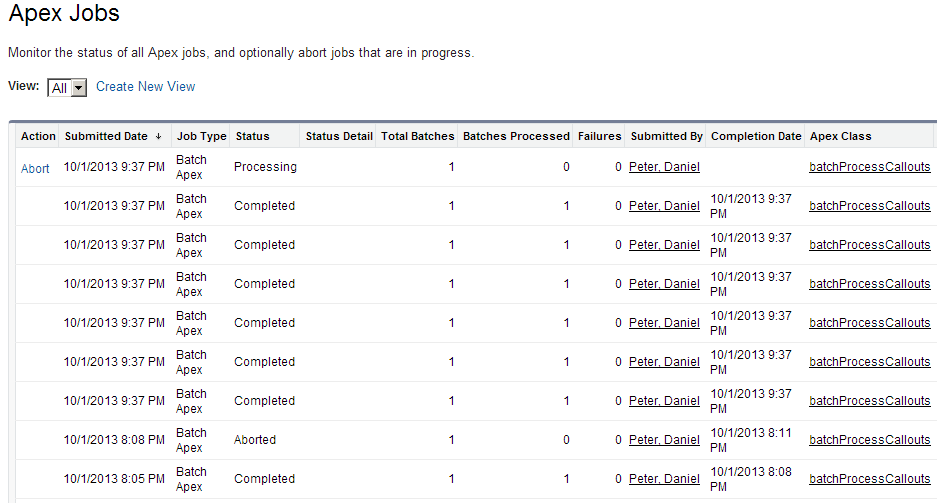 Apex Jobs
Monitor the status of all Apex jobs, and optionally abort jobs that are in progress.
View: All Create New View
Action Submitted Date Job Type Status Status Detail Total Batches Batches Processed Failures Submitted By Completion Date Apex Class
Abort 10/1/2013 9:37 PM Batch Apex Processing 1 0 0 Peter, Daniel batchProcessCallouts
10/1/2013 9:37 PM Batch Apex Completed 1 1 0 Peter, Daniel 10/1/2013 9:37 PM batchProcessCallouts
10/1/2013 9:37 PM Batch Apex Completed 1 1 0 Peter, Daniel 10/1/2013 9:37 PM batchProcessCallouts
10/1/2013 9:37 PM Batch Apex Completed 1 1 0 Peter, Daniel 10/1/2013 9:37 PM batchProcessCallouts
10/1/2013 9:37 PM Batch Apex Completed 1 1 0 Peter, Daniel 10/1/2013 9:37 PM batchProcessCallouts
10/1/2013 9:37 PM Batch Apex Completed 1 1 0 Peter, Daniel 10/1/2013 9:37 PM batchProcessCallouts
10/1/2013 9:37 PM Batch Apex Completed 1 1 0 Peter, Daniel 10/1/2013 9:37 PM batchProcessCallouts
10/1/2013 8:08 PM Batch Apex Aborted 1 0 0 Peter, Daniel 10/1/2013 8:11 PM batchProcessCallouts
10/1/2013 8:05 PM Batch Apex Completed 1 1 0 Peter, Daniel 10/1/2013 8:08 PM batchProcessCallouts